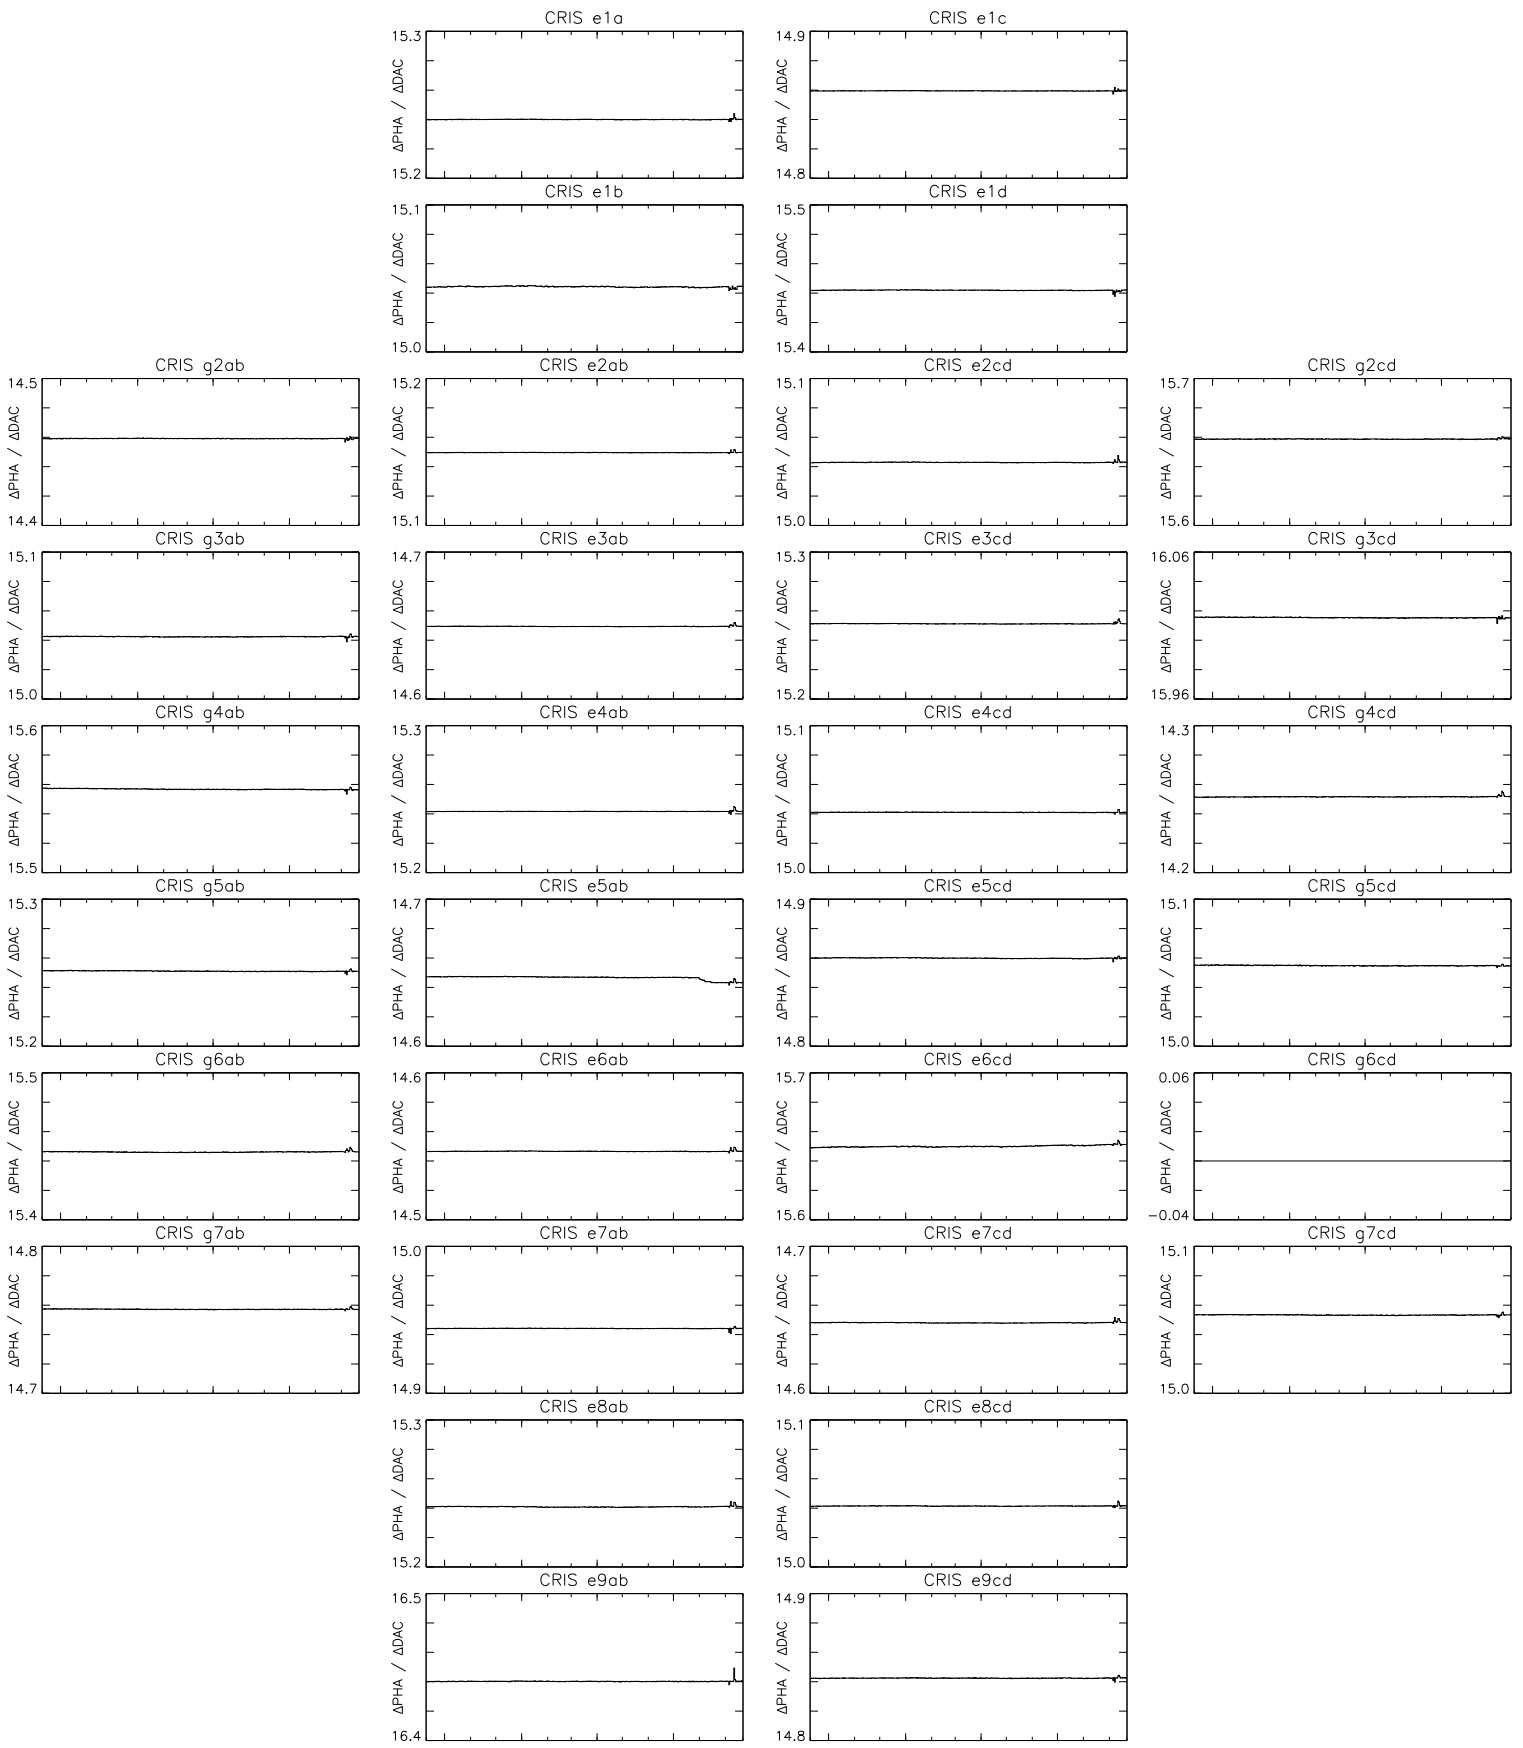 CRIS e1a
CRIS e1c
15.3
ΔPHA / ΔDAC
15.2
14.9
ΔPHA / ΔDAC
14.8
CRIS e1b
CRIS e1d
15.1
ΔPHA / ΔDAC
15.0
15.5
ΔPHA / ΔDAC
15.4
CRIS g2ab
CRIS e2ab
CRIS e2cd
CRIS g2cd
14.5
ΔPHA / ΔDAC
14.4
15.2
ΔPHA / ΔDAC
15.1
15.1
ΔPHA / ΔDAC
15.0
15.7
ΔPHA / ΔDAC
15.6
CRIS g3ab
CRIS e3ab
CRIS e3cd
CRIS g3cd
15.1
ΔPHA / ΔDAC
15.0
14.7
ΔPHA / ΔDAC
14.6
15.3
ΔPHA / ΔDAC
15.2
16.06
ΔPHA / ΔDAC
15.96
CRIS g4ab
CRIS e4ab
CRIS e4cd
CRIS g4cd
15.6
ΔPHA / ΔDAC
15.5
15.3
ΔPHA / ΔDAC
15.2
15.1
ΔPHA / ΔDAC
15.0
14.3
ΔPHA / ΔDAC
14.2
CRIS g5ab
CRIS e5ab
CRIS e5cd
CRIS g5cd
15.3
ΔPHA / ΔDAC
15.2
14.7
ΔPHA / ΔDAC
14.6
14.9
ΔPHA / ΔDAC
14.8
15.1
ΔPHA / ΔDAC
15.0
CRIS g6ab
CRIS e6ab
CRIS e6cd
CRIS g6cd
15.5
ΔPHA / ΔDAC
15.4
14.6
ΔPHA / ΔDAC
14.5
15.7
ΔPHA / ΔDAC
15.6
0.06
ΔPHA / ΔDAC
−0.04
CRIS g7ab
CRIS e7ab
CRIS e7cd
CRIS g7cd
14.8
ΔPHA / ΔDAC
14.7
15.0
ΔPHA / ΔDAC
14.9
14.7
ΔPHA / ΔDAC
14.6
15.1
ΔPHA / ΔDAC
15.0
CRIS e8ab
CRIS e8cd
15.3
ΔPHA / ΔDAC
15.2
15.1
ΔPHA / ΔDAC
15.0
CRIS e9ab
CRIS e9cd
16.5
ΔPHA / ΔDAC
16.4
14.9
ΔPHA / ΔDAC
14.8